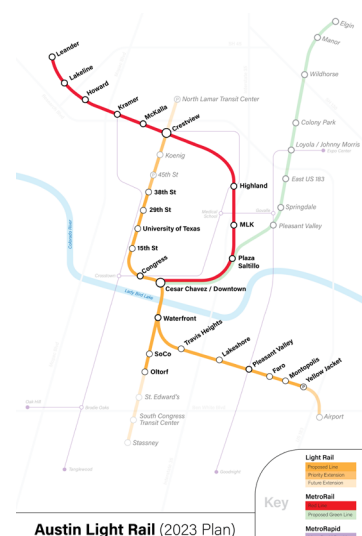 Elgin
Manor
Leander
Lakeline
Wildhorse
Howard
North Lamar Transit Center
Kramer
McKalla
Crestview
Colony Park
Koenig
Loyola / Johnny Morris
45th St
East US 183
Highland
38th St
29th St
Springdale
University of Texas
MLK
Pleasant Valley
15th St
Plaza
Saltillo
Congress
Colorado River
Cesar Chavez / Downtown
Lady Bird Lake
Waterfront
Travis Heights
SoCo
Lakeshore
Pleasant Valley
Oltorf
Faro
Montopolis
Yellow Jacket
St. Edward's
Oak Hill
South Congress
Transit Center
Airport
Stassney
Key
Light Rail
Proposed Line
Priority Extension
Future Extension
MetroRail
Red Line
Proposed Green Line
MetroRapid
Austin Light Rail (2023 Plan)